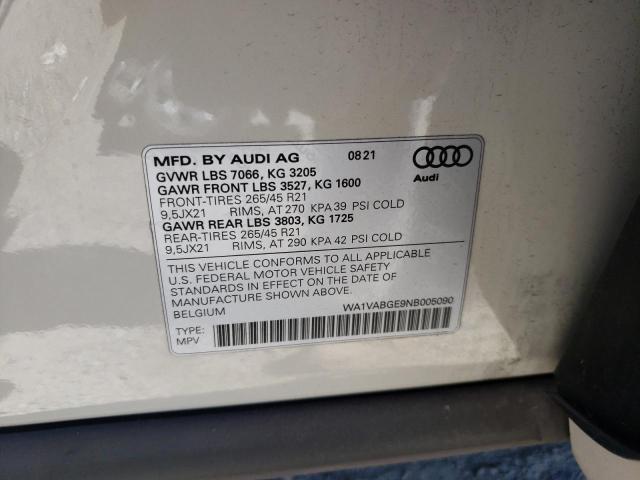 MFD. BY AUDI AG 08 21
GVWR LBS 7066, KG 3205
GAWR FRONT LBS 3527, KG 1600
FRONT-TIRES 265/45 R21
9,5JX21 RIMS, AT 270 KPA 39 PSI COLD
GAWR REAR LBS 3803, KG 1725
REAR-TIRES 265/45 R21
9,5JX21 RIMS, AT 290 KPA 42 PSI COLD
Audi
THIS VEHICLE CONFORMS TO ALL APPLICABLE
U.S. FEDERAL MOTOR VEHICLE SAFETY
STANDARDS IN EFFECT ON THE DATE OF
MANUFACTURE SHOWN ABOVE.
BELGIUM WA1VABGE9NB005090
TYPE:
MPV